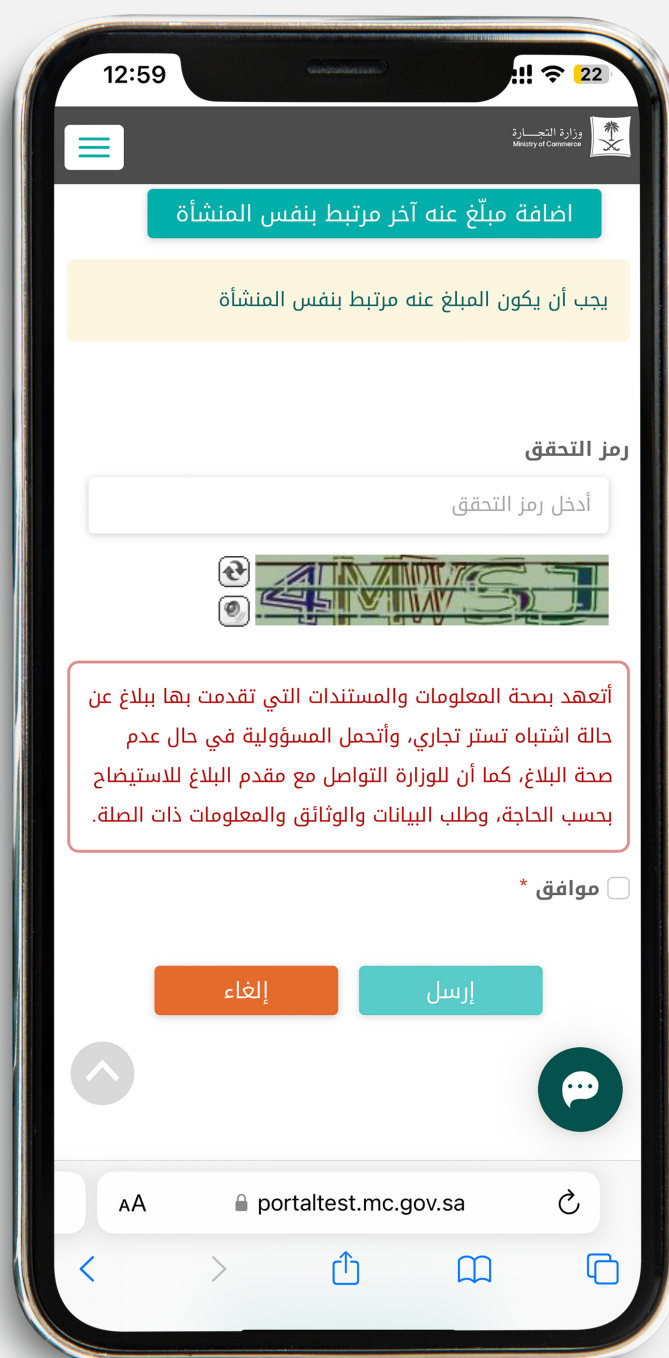 12:59
22
وزارة التجـــارة
Ministry of Commerce
اضافة مبلّغ عنه آخر مرتبط بنفس المنشأة
يجب أن يكون المبلغ عنه مرتبط بنفس المنشأة
رمز التحقق
أدخل رمز التحقق
4MWSJ
أتعهد بصحة المعلومات والمستندات التي تقدمت بها ببلاغ عن
حالة اشتباه تستر تجاري، وأتحمل المسؤولية في حال عدم
صحة البلاغ، كما أن للوزارة التواصل مع مقدم البلاغ للاستيضاح
بحسب الحاجة، وطلب البيانات والوثائق والمعلومات ذات الصلة.
موافق *
إرسل
إلغاء
AA
portaltest.mc.gov.sa